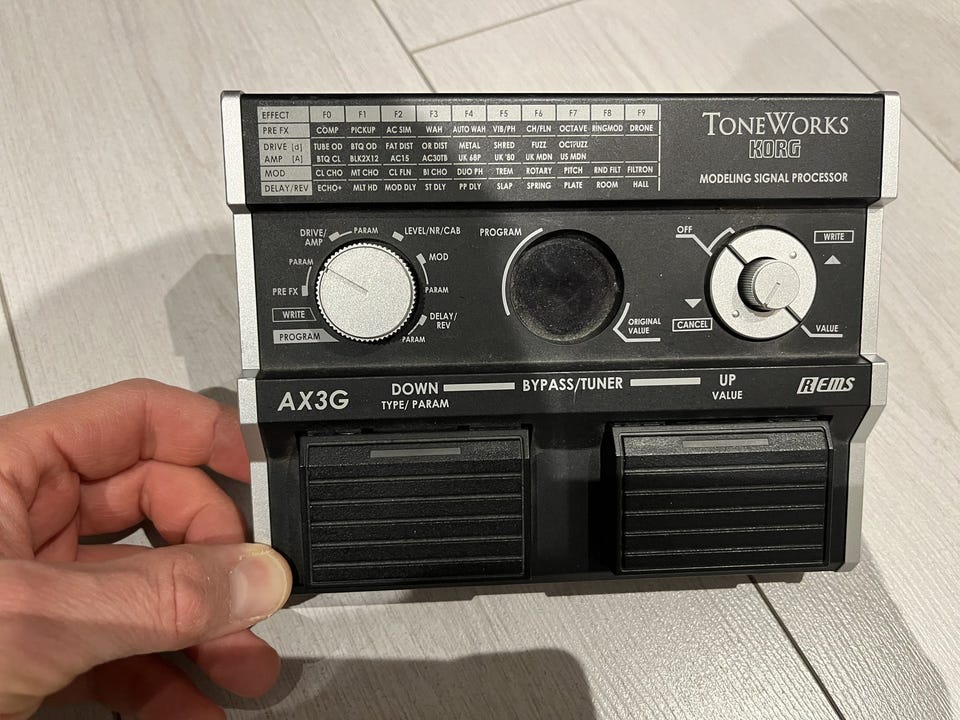 EFFECT F0 F1 F2 F3 F4 F5 F6 F7 F8 F9
PRE FX COMP PICKUP AC SIM WAH AUTO WAH VIB/PH CH/FLN OCTAVE RINGMOD DRONE
DRIVE [d] TUBE OD BTQ OD FAT DIST OR DIST METAL SHRED FUZZ OCTFUZZ
AMP [A] BTQ CL BLK2X12 AC15 AC30TB UK 68P UK '80 UK MDN US MDN
MOD CL CHO MT CHO CL FLN BI CHO DUO PH TREM ROTARY PITCH RND FILT FILTRON
DELAY/REV ECHO+ MLT HD MOD DLY ST DLY PP DLY SLAP SPRING PLATE ROOM HALL
TONEWORKS
KORG
MODELING SIGNAL PROCESSOR
DRIVE/
AMP
PARAM
LEVEL/NR/CAB
PARAM
MOD
PRE FX
PARAM
WRITE
DELAY/
REV
PROGRAM
PARAM
PROGRAM
ORIGINAL
VALUE
OFF
WRITE
CANCEL
VALUE
AX3G
DOWN BYPASS/TUNER UP
TYPE/ PARAM VALUE
REMS